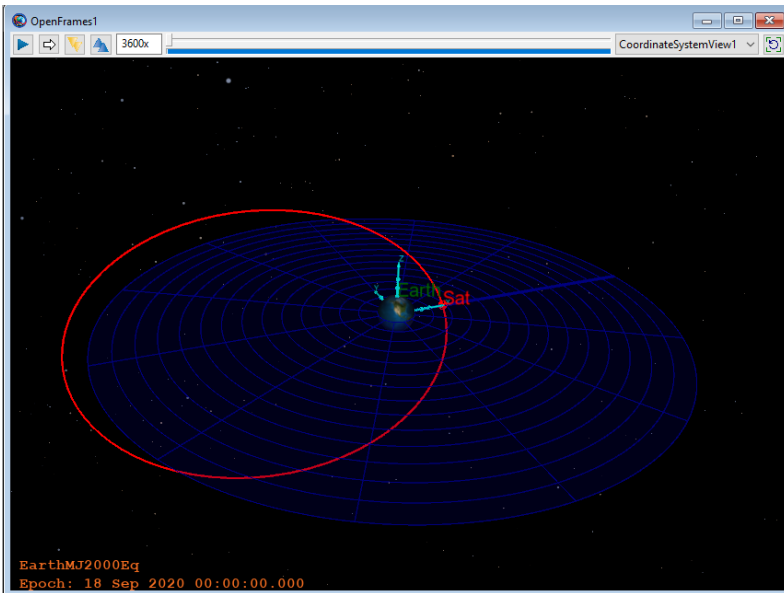 OpenFrames1
3600x CoordinateSystemView1
Z
Y
Earth
Sat
EarthMJ2000Eq
Epoch: 18 Sep 2020 00:00:00.000